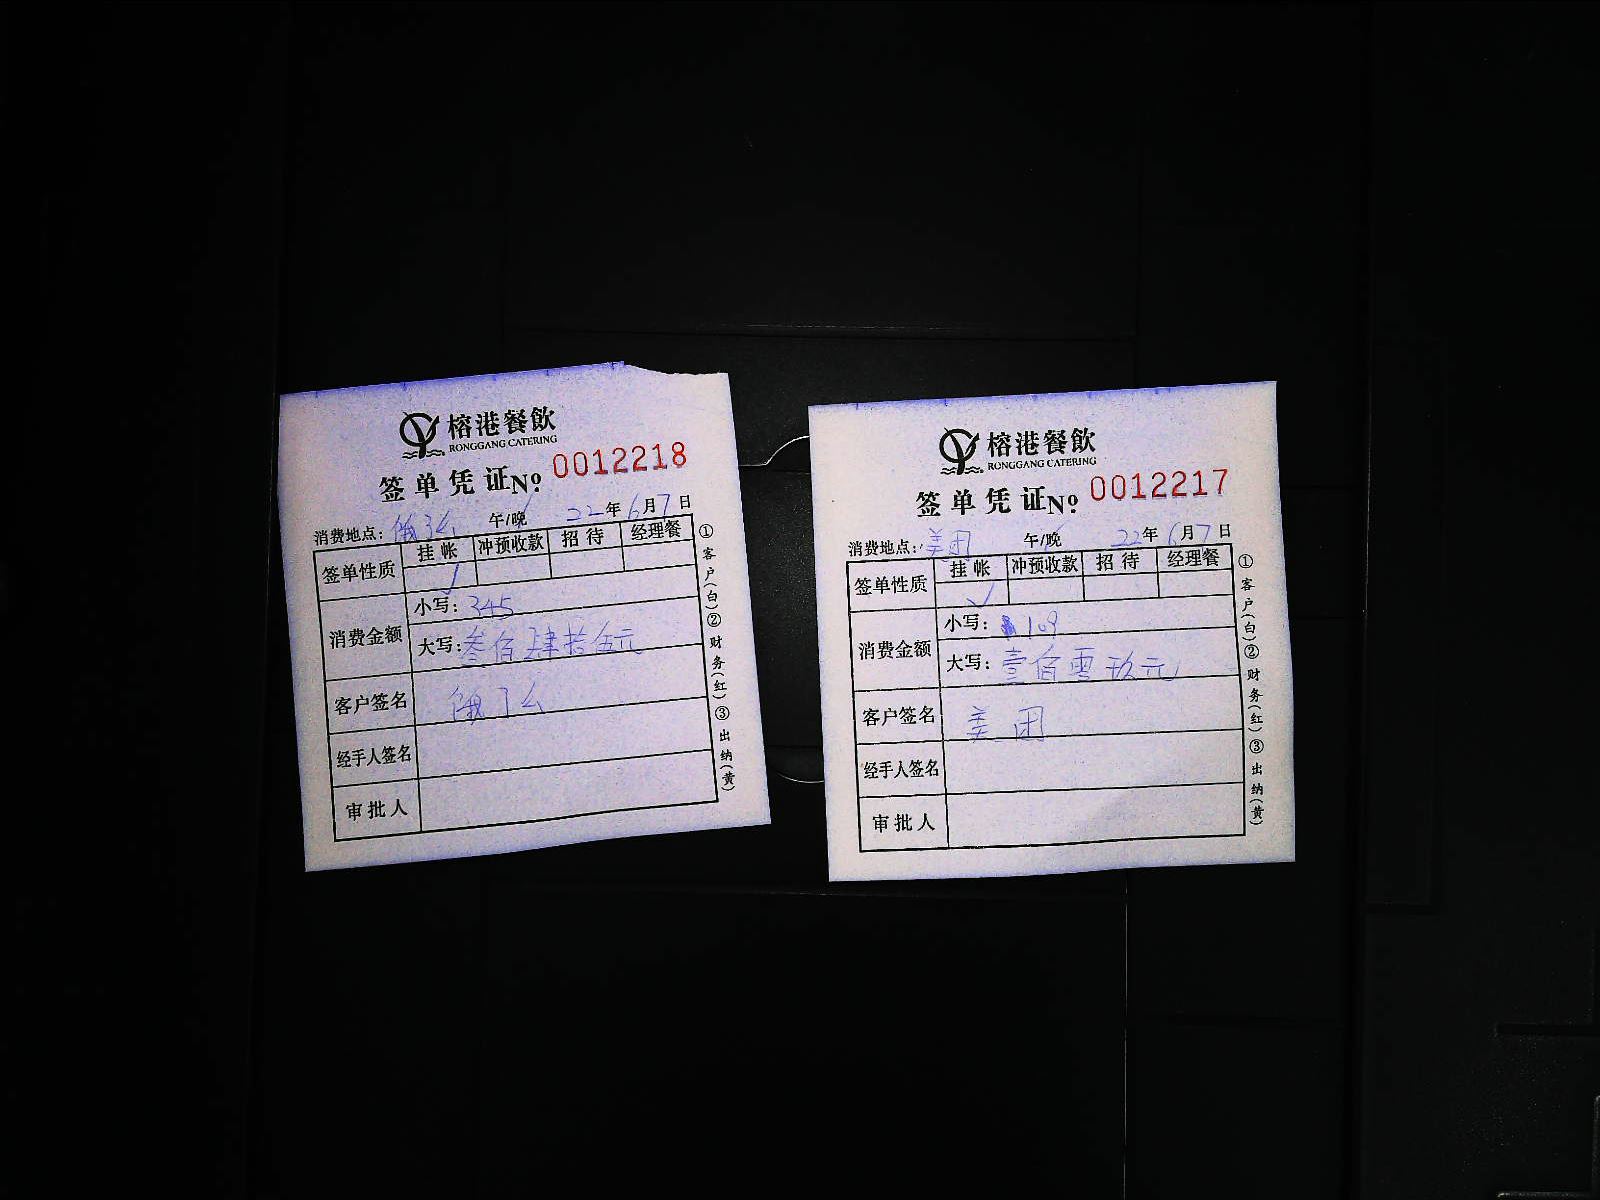 榕港餐飲
RONGGANG CATERING
签单凭证 No 0012218
消费地点：饿了么 午/晚 22年6月7日
签单性质 挂帐 冲预收款 招待 经理餐
✓
消费金额
小写：345
大写：叁佰肆拾伍元
客户签名 饿了么
经手人签名
审批人
①客户(白)②财务(红)③出纳(黄)
榕港餐飲
RONGGANG CATERING
签单凭证 No 0012217
消费地点：美团 午/晚 22年6月7日
签单性质 挂帐 冲预收款 招待 经理餐
✓
消费金额
小写：109
大写：壹佰零玖元
客户签名 美团
经手人签名
审批人
①客户(白)②财务(红)③出纳(黄)